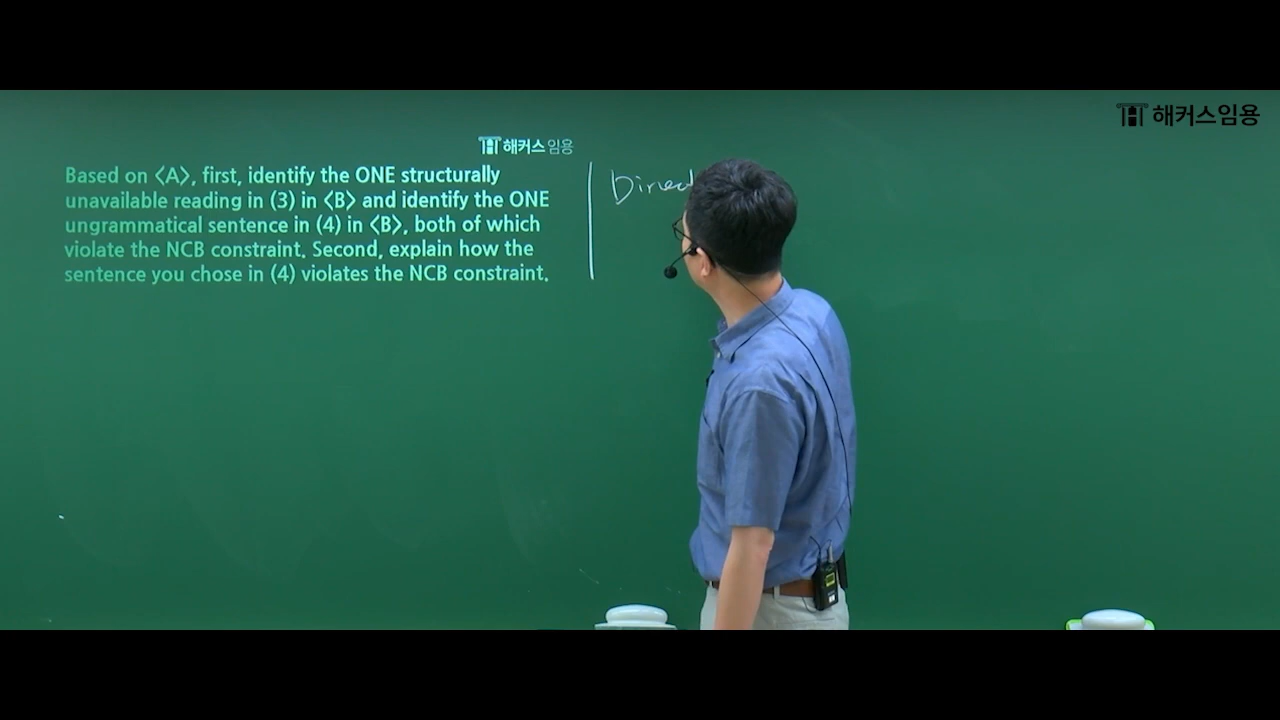 해커스임용
해커스임용
Based on <A>, first, identify the ONE structurally
unavailable reading in (3) in <B> and identify the ONE
ungrammatical sentence in (4) in <B>, both of which
violate the NCB constraint. Second, explain how the
sentence you chose in (4) violates the NCB constraint.